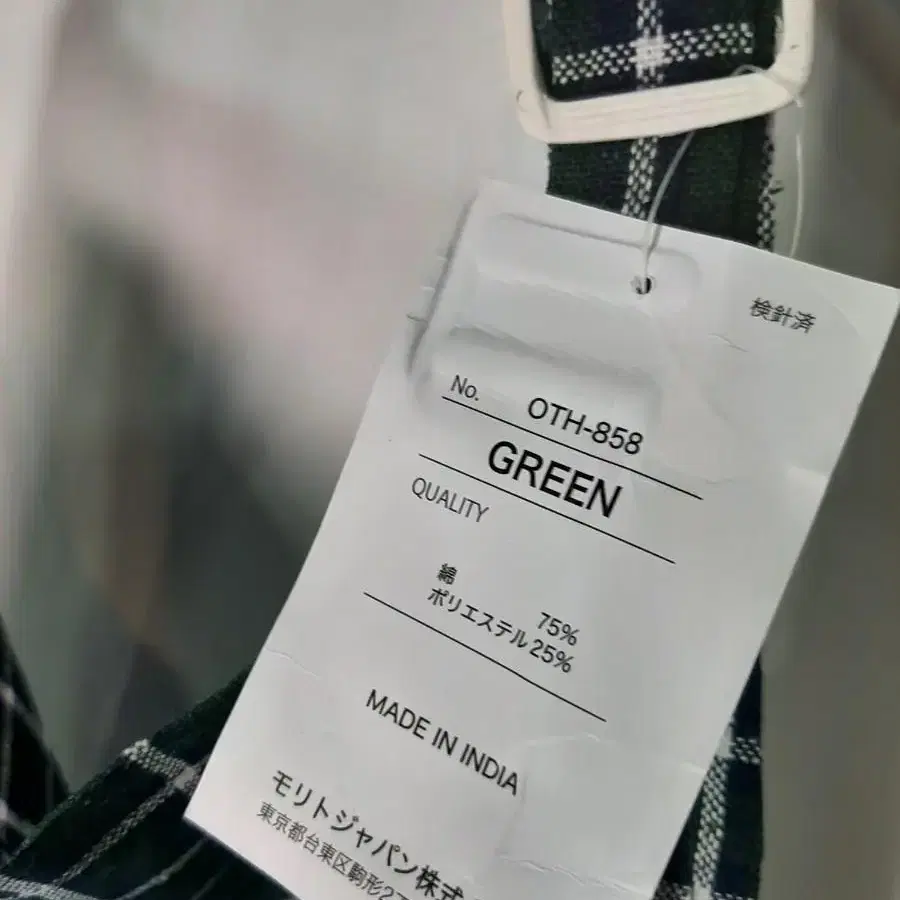 検針済
No. OTH-858
GREEN
QUALITY
綿 75%
ポリエステル 25%
MADE IN INDIA
モリトジャパン株式
東京都台東区駒形2